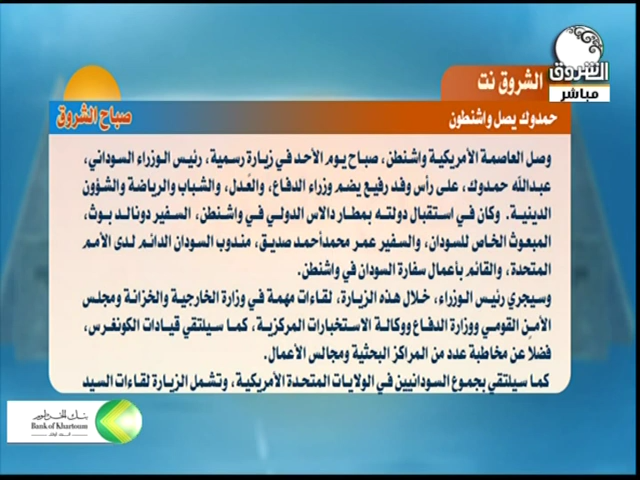 الشروق
مباشر
الشروق نت
حمدوك يصل واشنطون
صباح الشروق
وصل العاصمة الأمريكية واشنطن، صباح يوم الأحد في زيارة رسمية، رئيس الوزراء السوداني،
عبدالله حمدوك، على رأس وفد رفيع يضم وزراء الدفاع، والعدل، والشباب والرياضة والشؤون
الدينية. وكان في استقبال دولته بمطار دالاس الدولي في واشنطن، السفير دونالد بوث،
المبعوث الخاص للسودان، والسفير عمر محمدأحمد صديق، مندوب السودان الدائم لدى الأمم
المتحدة، والقائم بأعمال سفارة السودان في واشنطن.
وسيجري رئيس الوزراء، خلال هذه الزيارة، لقاءات مهمة في وزارة الخارجية والخزانة ومجلس
الأمن القومي ووزارة الدفاع ووكالة الاستخبارات المركزية، كما سيلتقي قيادات الكونغرس،
فضلاً عن مخاطبة عدد من المراكز البحثية ومجالس الأعمال.
كما سيلتقي بجموع السودانيين في الولايات المتحدة الأمريكية، وتشمل الزيارة لقاءات السيد
بنك الخرطوم
Bank of Khartoum